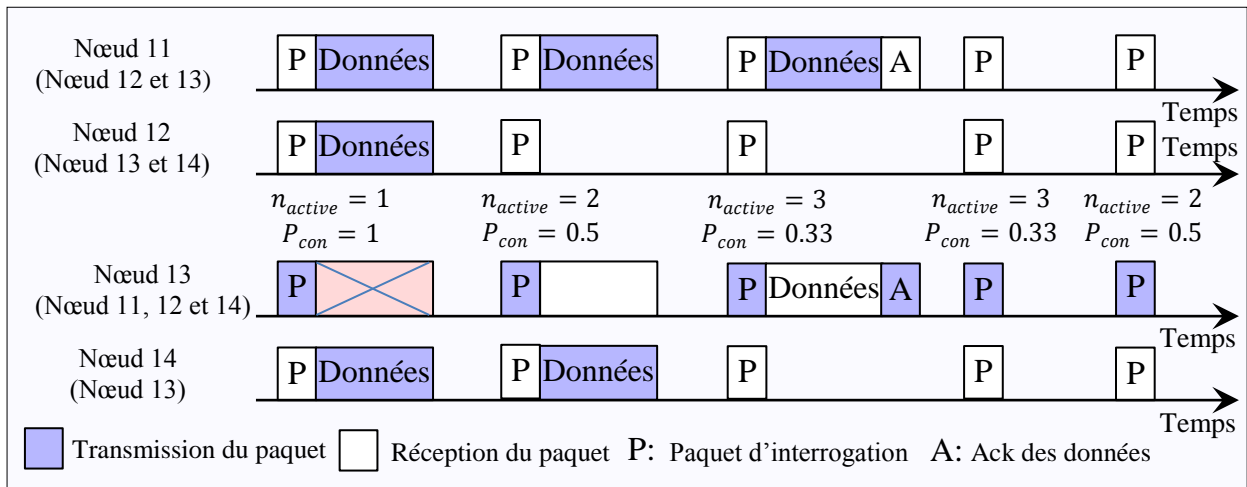 Nœud 11
(Nœud 12 et 13)
P Données P Données P Données A P P
Temps
Nœud 12
(Nœud 13 et 14)
P Données P P P P
Temps
n_active = 1 n_active = 2 n_active = 3 n_active = 3 n_active = 2
P_con = 1 P_con = 0.5 P_con = 0.33 P_con = 0.33 P_con = 0.5
Nœud 13
(Nœud 11, 12 et 14)
P P P Données A P P
Temps
Nœud 14
(Nœud 13)
P Données P Données P P P
Temps
Transmission du paquet Réception du paquet P: Paquet d'interrogation A: Ack des données